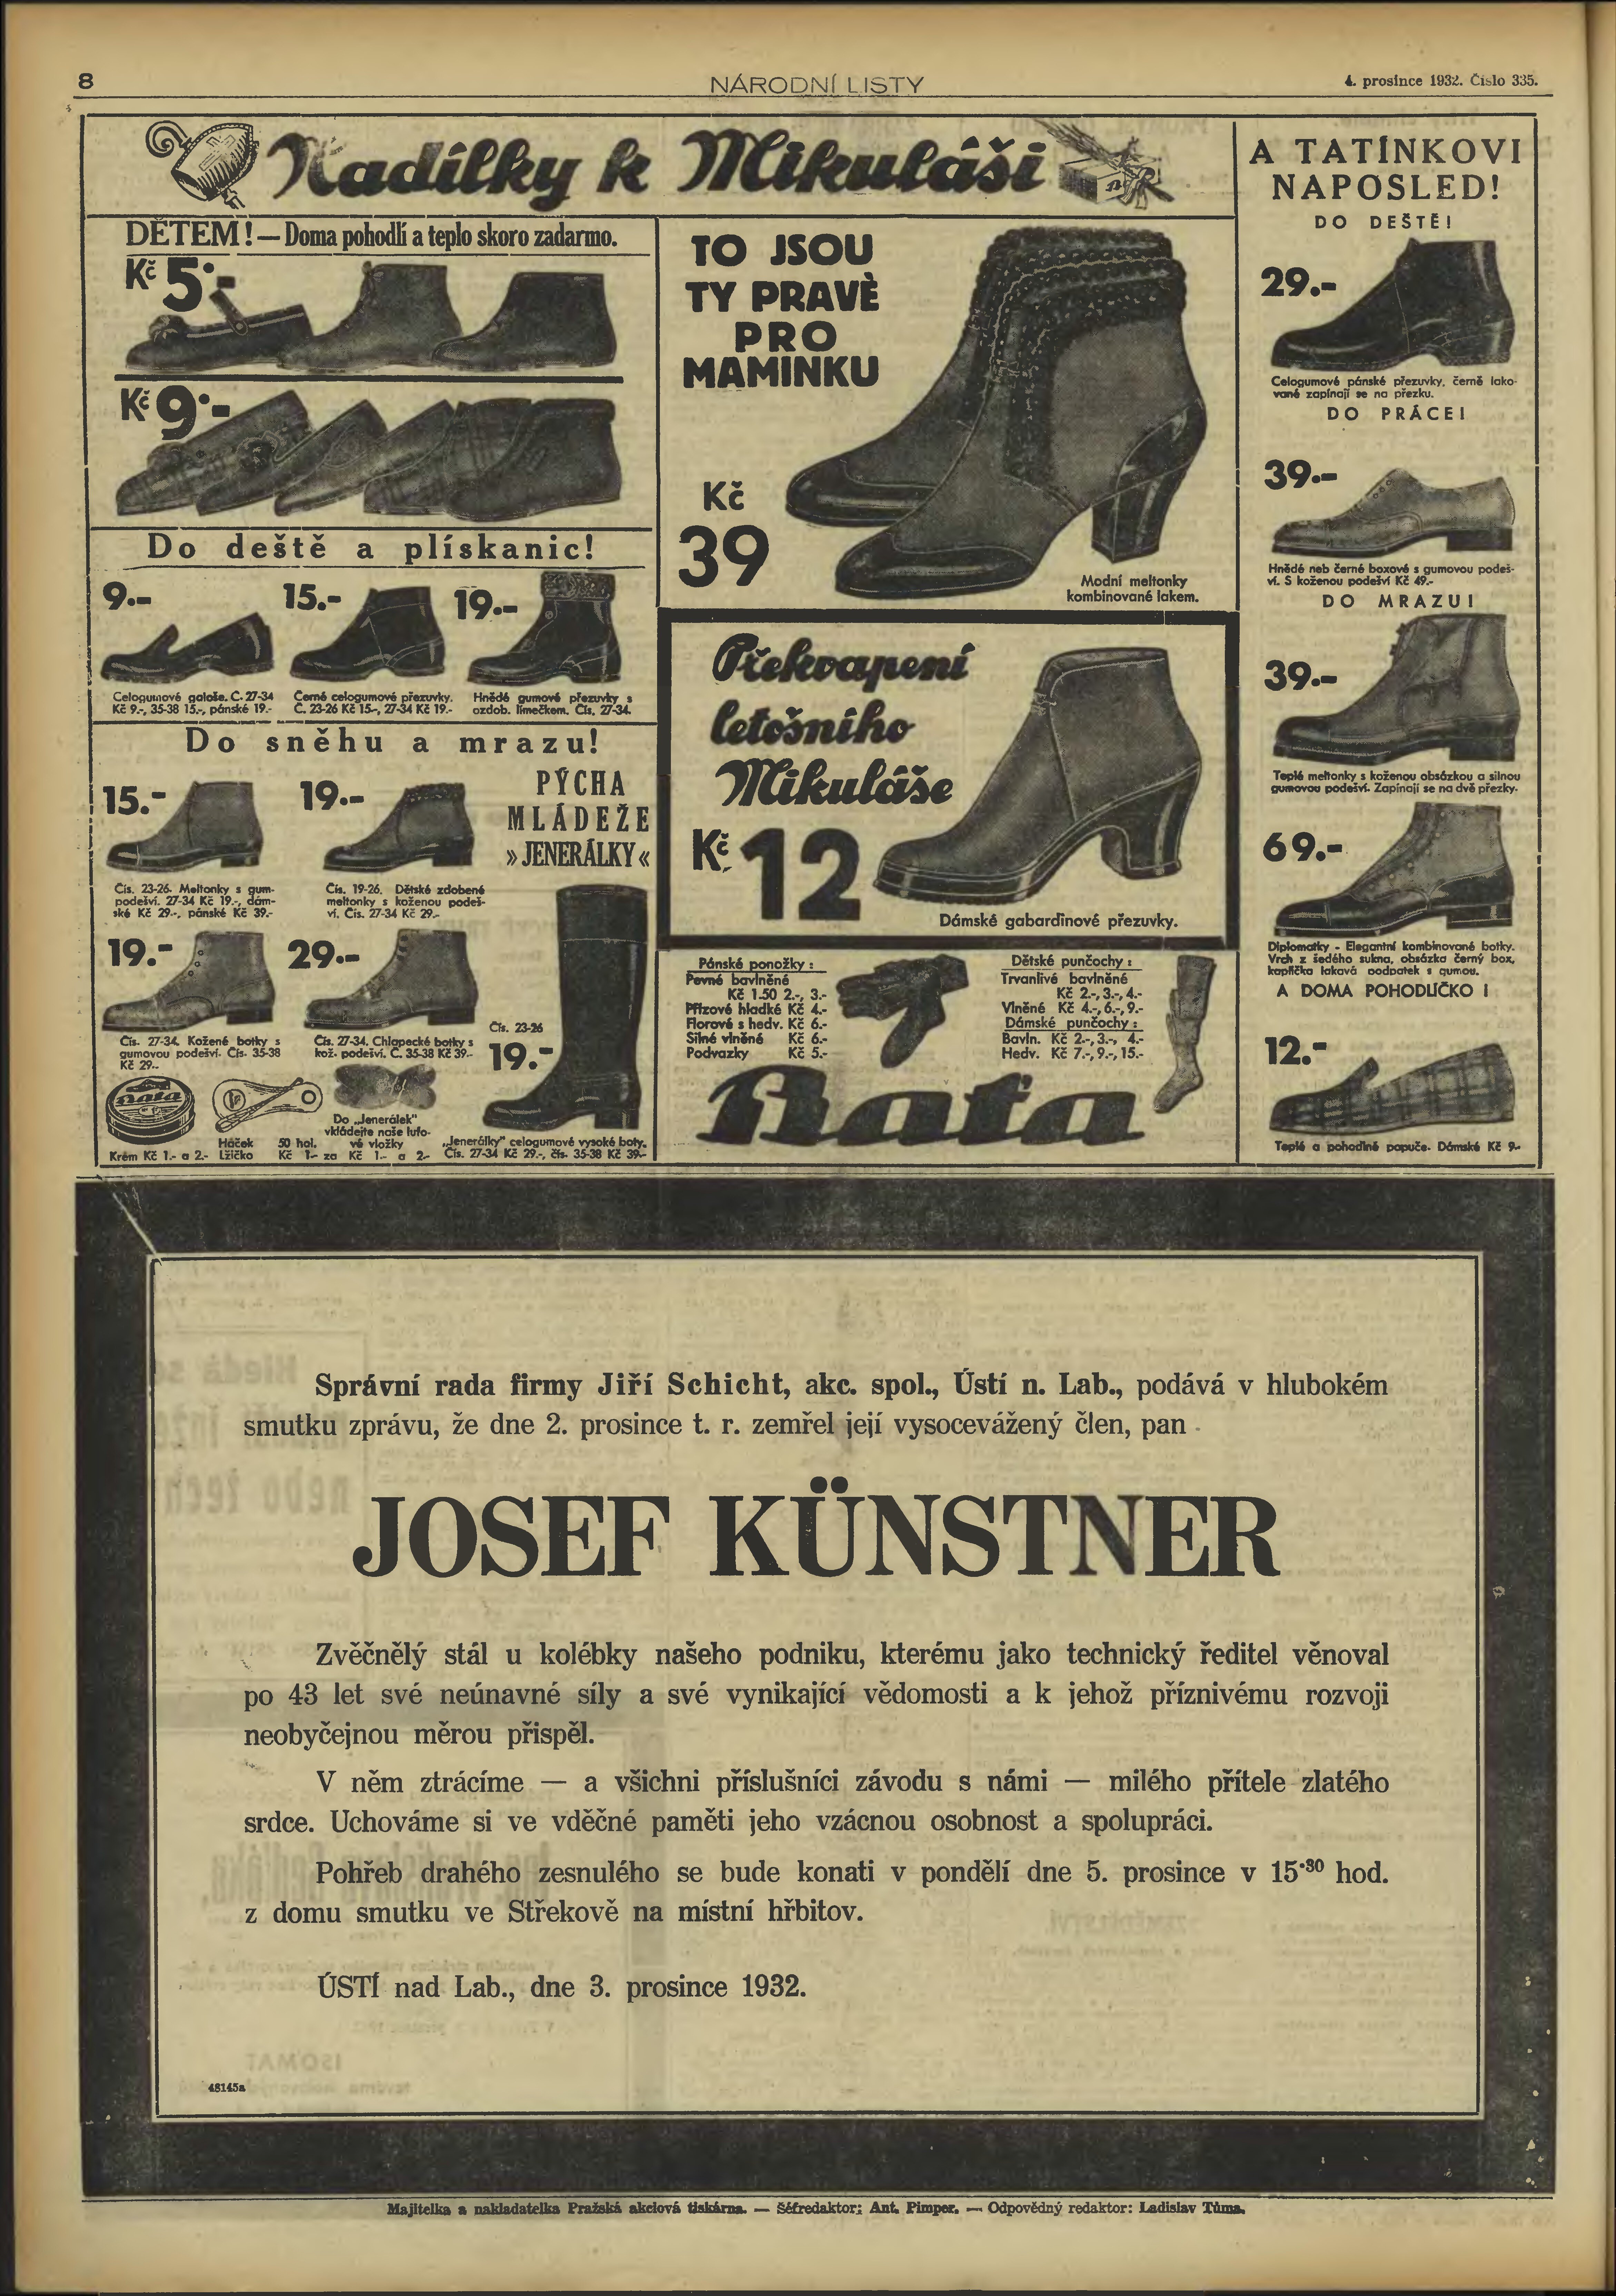 8
NÁRODNÍ LISTY
4. prosince 1932. Číslo 335.
Nadílky k Mikuláši
DĚTEM! — Doma pohodlí a teplo skoro zadarmo.
Kč 5·-
Kč 9·-
Do deště a plískanic!
9.-
Celogumové galoše. Č. 27-34
Kč 9.-, 35-38 15.-, pánské 19.-
15.-
Černé celogumové přezuvky.
Č. 23-26 Kč 15.-, 27-34 Kč 19.-
19.-
Hnědé gumové přezuvky s
ozdob. límečkem. Čís. 27-34.
Do sněhu a mrazu!
15.-
Čís. 23-26. Meltonky s gum-
podešví. 27-34 Kč 19.-, dám-
ské Kč 29.-, pánské Kč 39.-
19.-
Čís. 19-26. Dětské zdobené
meltonky s koženou podeš-
ví. Čís. 27-34 Kč 29.-
PÝCHA
MLÁDEŽE
»JENERÁLKY«
19.-
Čís. 27-34. Kožené botky s
gumovou podešví. Čís. 35-38
Kč 29.-
29.-
Čís. 27-34. Chlapecké botky s
kož. podešví. Č. 35-38 Kč 39.-
Čís. 23-26
19.-
Baťa
Krém Kč 1.- a 2.-
Háček
Lžičko
50 hol.
Kč 1.- za
Do „Jenerálek"
vkládejte naše lufo-
vé vložky
Kč 1.- a 2.-
„Jenerálky" celogumové vysoké boty.
Čís. 27-34 Kč 29.-, čís. 35-38 Kč 39.-
TO JSOU
TY PRAVÉ
PRO
MAMINKU
Kč
39
Modní meltonky
kombinované lakem.
Překvapení
letošního
Mikuláše
Kč 12
Dámské gabardinové přezuvky.
Pánské ponožky :
Pevné bavlněné
Kč 1.50 2.-, 3.-
Přízové hladké Kč 4.-
Florové s hedv. Kč 6.-
Silné vlněné Kč 6.-
Podvazky Kč 5.-
Dětské punčochy :
Trvanlivé bavlněné
Kč 2.-, 3.-, 4.-
Vlněné Kč 4.-, 6.-, 9.-
Dámské punčochy :
Bavln. Kč 2.-, 3.-, 4.-
Hedv. Kč 7.-, 9.-, 15.-
Baťa
A TATÍNKOVI
NAPOSLED!
DO DEŠTĚ!
29.-
Celogumové pánské přezuvky, černě lako-
vané zapínají se na přezku.
DO PRÁCE!
39.-
Hnědé neb černé boxové s gumovou podeš-
ví. S koženou podešví Kč 49.-
DO MRAZU!
39.-
Teplé meltonky s koženou obsázkou a silnou
gumovou podešví. Zapínají se na dvě přezky.
69.-
Diplomatky - Elegantní kombinované botky.
Vrch z šedého sukna, obsázka černý box,
kaplička lakavá podpatek s gumou.
A DOMA POHODLÍČKO !
12.-
Teplé a pohodlné papuče. Dámské Kč 9.-
Správní rada firmy Jiří Schicht, akc. spol., Ústí n. Lab., podává v hlubokém
smutku zprávu, že dne 2. prosince t. r. zemřel její vysocevážený člen, pan
JOSEF KÜNSTNER
Zvěčnělý stál u kolébky našeho podniku, kterému jako technický ředitel věnoval
po 43 let své neúnavné síly a své vynikající vědomosti a k jehož příznivému rozvoji
neobyčejnou měrou přispěl.
V něm ztrácíme — a všichni příslušníci závodu s námi — milého přítele zlatého
srdce. Uchováme si ve vděčné paměti jeho vzácnou osobnost a spolupráci.
Pohřeb drahého zesnulého se bude konati v pondělí dne 5. prosince v 15·30 hod.
z domu smutku ve Střekově na místní hřbitov.
ÚSTÍ nad Lab., dne 3. prosince 1932.
48145a
Majitelka a nakladatelka Pražská akciová tiskárna. — Šéfredaktor: Ant. Pimper. — Odpovědný redaktor: Ladislav Tůma.